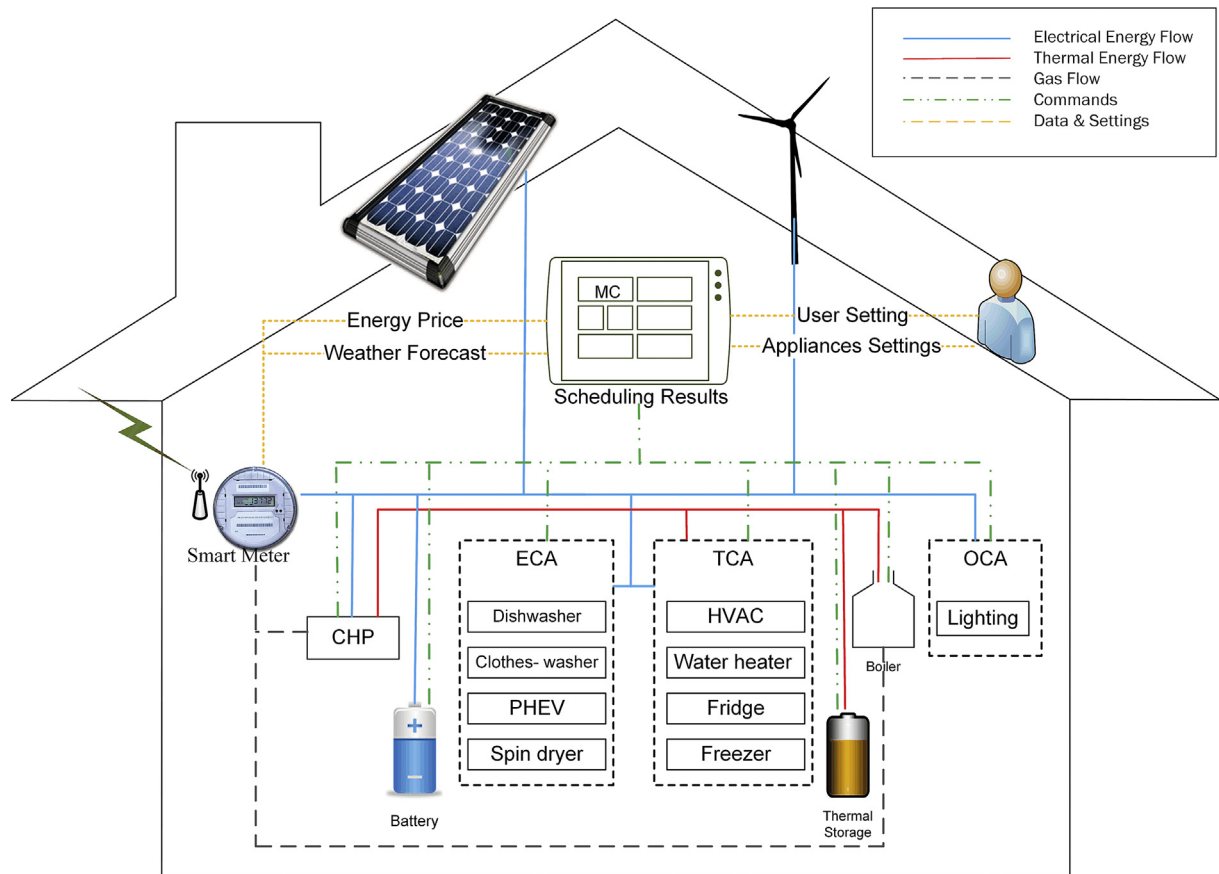 Electrical Energy Flow
Thermal Energy Flow
Gas Flow
Commands
Data & Settings
MC
Energy Price
User Setting
Weather Forecast
Appliances Settings
Scheduling Results
Smart Meter
ECA
TCA
OCA
Dishwasher
HVAC
Lighting
CHP
Clothes- washer
Water heater
Boiler
PHEV
Fridge
Spin dryer
Freezer
Battery
Thermal
Storage